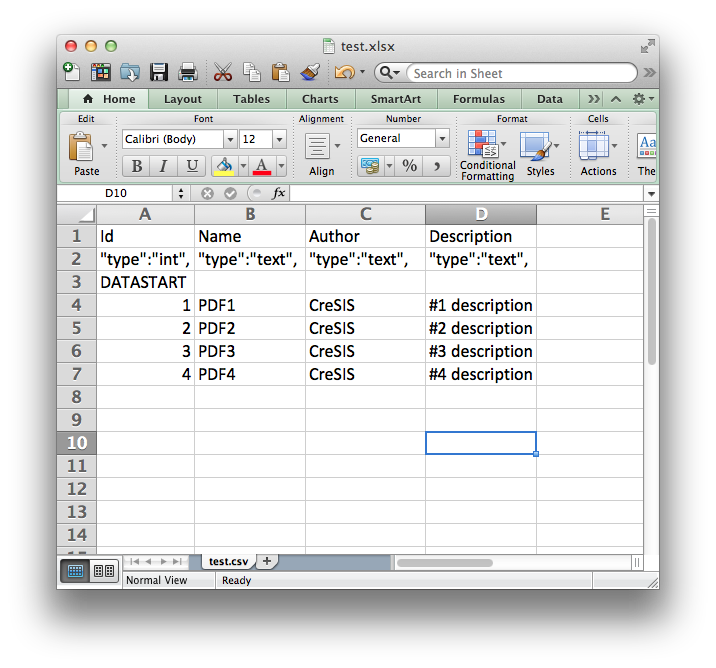 test.xlsx
Search in Sheet
Home Layout Tables Charts SmartArt Formulas Data
Edit Font Alignment Number Format Cells
Calibri (Body) 12 General
B I U A % , Aa
Paste Align Conditional Formatting Styles Actions The
D10 fx
A B C D E
1 Id Name Author Description
2 "type":"int", "type":"text", "type":"text", "type":"text",
3 DATASTART
4 1 PDF1 CreSIS #1 description
5 2 PDF2 CreSIS #2 description
6 3 PDF3 CreSIS #3 description
7 4 PDF4 CreSIS #4 description
8
9
10
11
12
13
14
test.csv
Normal View Ready